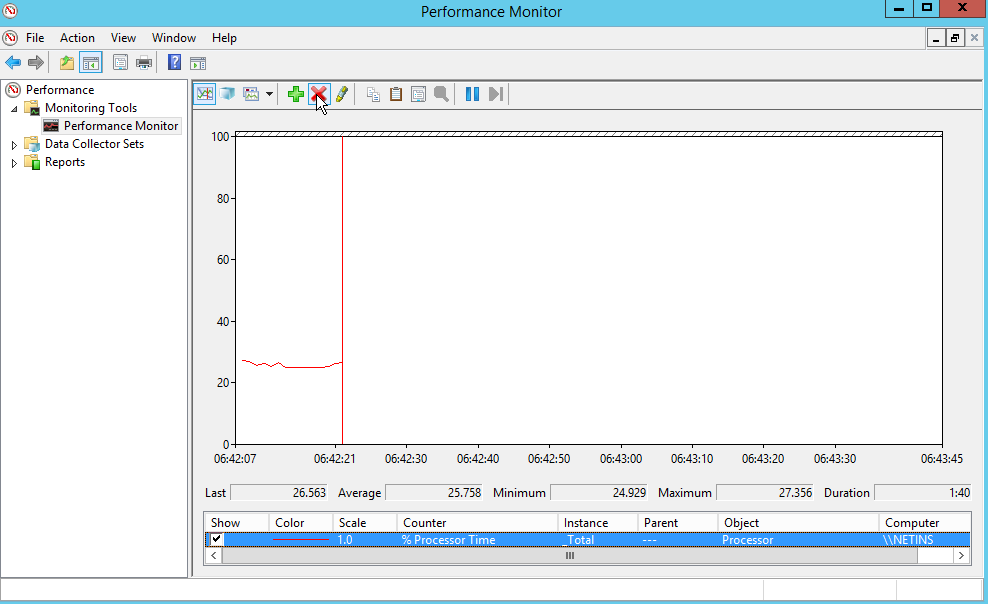 Performance Monitor
File Action View Window Help
Performance
Monitoring Tools
Performance Monitor
Data Collector Sets
Reports
100
80
60
40
20
0
06:42:07 06:42:21 06:42:30 06:42:40 06:42:50 06:43:00 06:43:10 06:43:20 06:43:30 06:43:45
Last 26.563 Average 25.758 Minimum 24.929 Maximum 27.356 Duration 1:40
Show Color Scale Counter Instance Parent Object Computer
1.0 % Processor Time _Total --- Processor \\NETINS